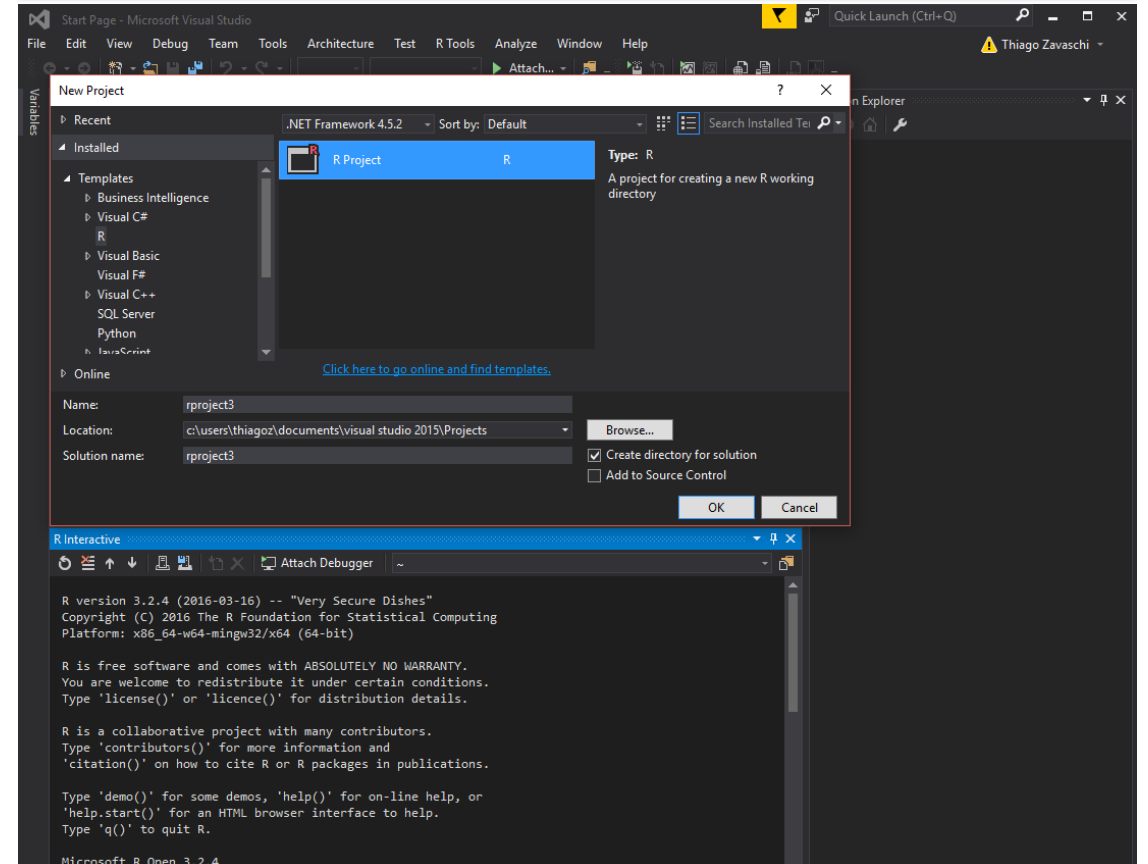 Start Page - Microsoft Visual Studio
Quick Launch (Ctrl+Q)
File Edit View Debug Team Tools Architecture Test R Tools Analyze Window Help
Thiago Zavaschi
Attach...
Variables
New Project
n Explorer
Recent
.NET Framework 4.5.2
Sort by: Default
Search Installed Te
Installed
Templates
Business Intelligence
Visual C#
R
Visual Basic
Visual F#
Visual C++
SQL Server
Python
JavaScript
Online
R Project R
Type: R
A project for creating a new R working
directory
Click here to go online and find templates.
Name: rproject3
Location: c:\users\thiagoz\documents\visual studio 2015\Projects
Browse...
Solution name: rproject3
Create directory for solution
Add to Source Control
OK Cancel
R Interactive
Attach Debugger ~
R version 3.2.4 (2016-03-16) -- "Very Secure Dishes"
Copyright (C) 2016 The R Foundation for Statistical Computing
Platform: x86_64-w64-mingw32/x64 (64-bit)
R is free software and comes with ABSOLUTELY NO WARRANTY.
You are welcome to redistribute it under certain conditions.
Type 'license()' or 'licence()' for distribution details.
R is a collaborative project with many contributors.
Type 'contributors()' for more information and
'citation()' on how to cite R or R packages in publications.
Type 'demo()' for some demos, 'help()' for on-line help, or
'help.start()' for an HTML browser interface to help.
Type 'q()' to quit R.
Microsoft R Open 3.2.4